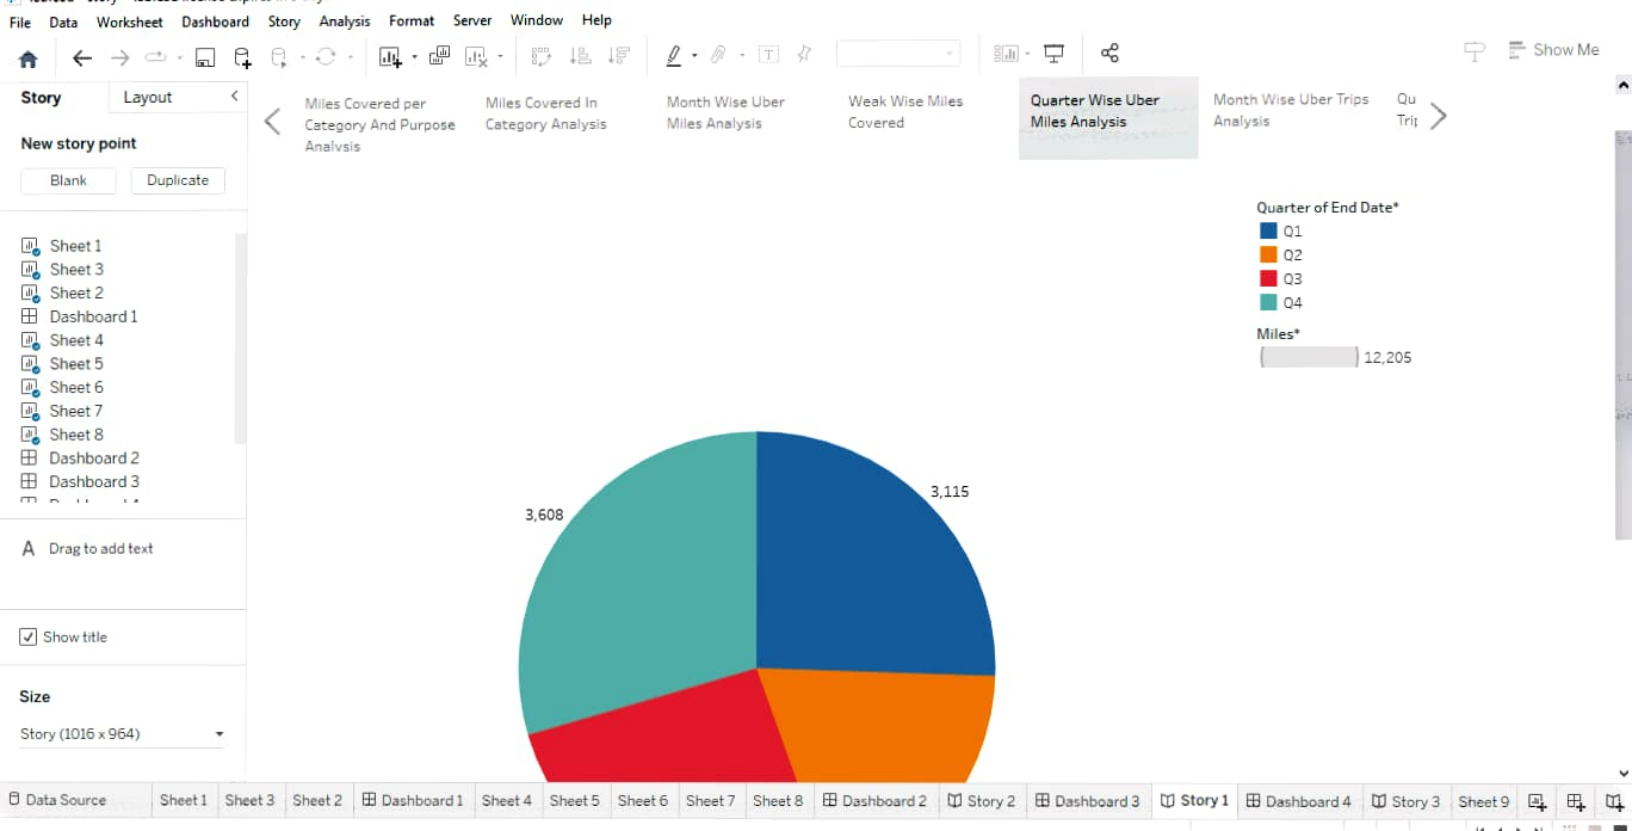 File Data Worksheet Dashboard Story Analysis Format Server Window Help
Show Me
Story Layout
New story point
Blank Duplicate
Sheet 1
Sheet 3
Sheet 2
Dashboard 1
Sheet 4
Sheet 5
Sheet 6
Sheet 7
Sheet 8
Dashboard 2
Dashboard 3
A Drag to add text
Show title
Size
Story (1016 x 964)
Miles Covered per
Category And Purpose
Analysis
Miles Covered In
Category Analysis
Month Wise Uber
Miles Analysis
Weak Wise Miles
Covered
Quarter Wise Uber
Miles Analysis
Month Wise Uber Trips
Analysis
Qu
Trip
Quarter of End Date*
Q1
Q2
Q3
Q4
Miles*
12,205
3,115
3,608
Data Source Sheet 1 Sheet 3 Sheet 2 Dashboard 1 Sheet 4 Sheet 5 Sheet 6 Sheet 7 Sheet 8 Dashboard 2 Story 2 Dashboard 3 Story 1 Dashboard 4 Story 3 Sheet 9